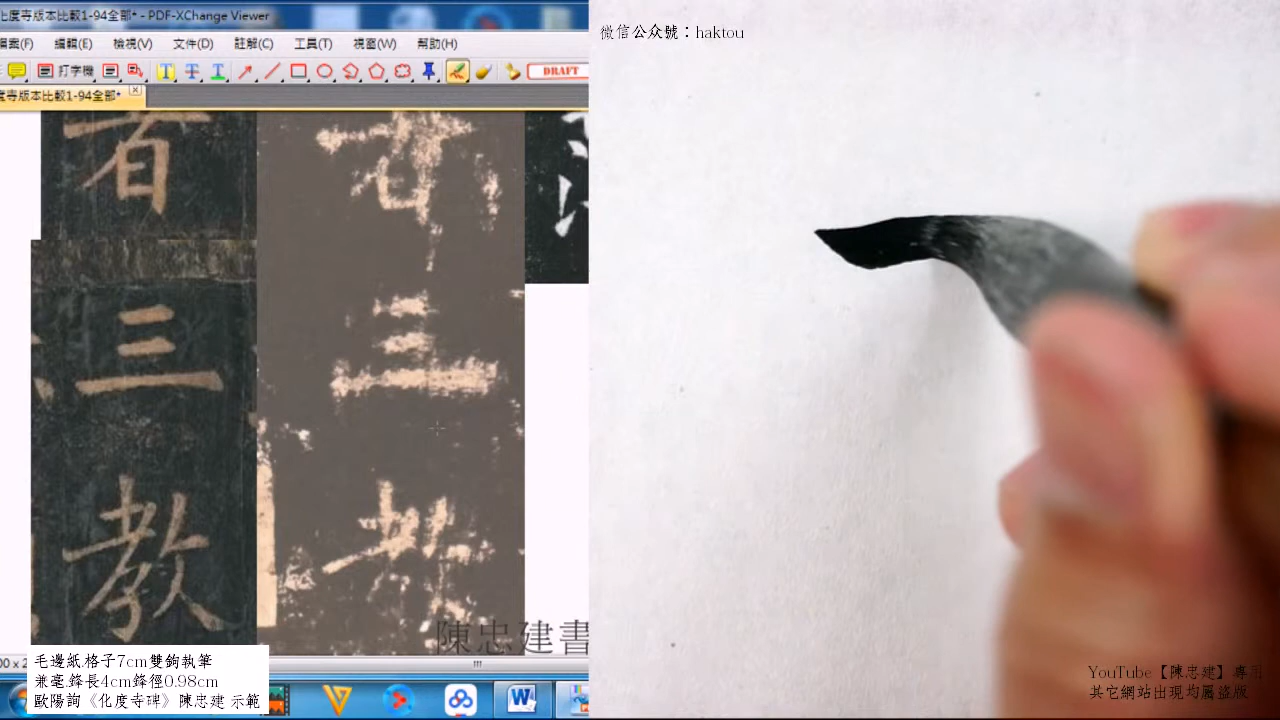 化度寺版本比較1-94全部* - PDF-XChange Viewer
檔案(F) 編輯(E) 檢視(V) 文件(D) 註解(C) 工具(T) 視窗(W) 幫助(H)
打字機 T T T DRAFT
度寺版本比較1-94全部*
微信公众號：haktou
者
三
教
三
教
陳忠建書
毛邊紙格子7cm雙鉤執筆
兼毫.鋒長4cm鋒徑0.98cm
歐陽詢《化度寺碑》陳忠建 示範
YouTube【陳忠建】專
其它網站出現均屬盜版